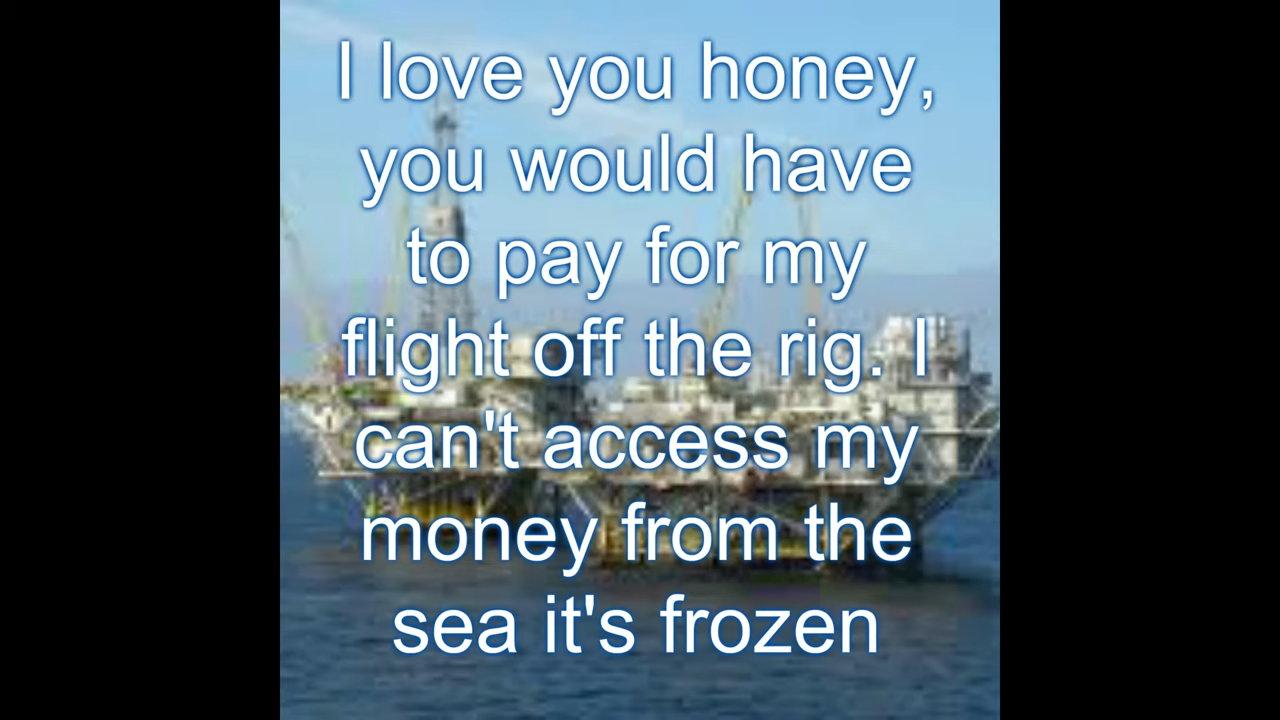 I love you honey,
you would have
to pay for my
flight off the rig. I
can't access my
money from the
sea it's frozen